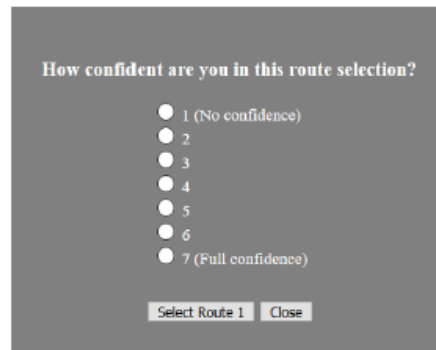 How confident are you in this route selection?
1 (No confidence)
2
3
4
5
6
7 (Full confidence)
Select Route 1 Close